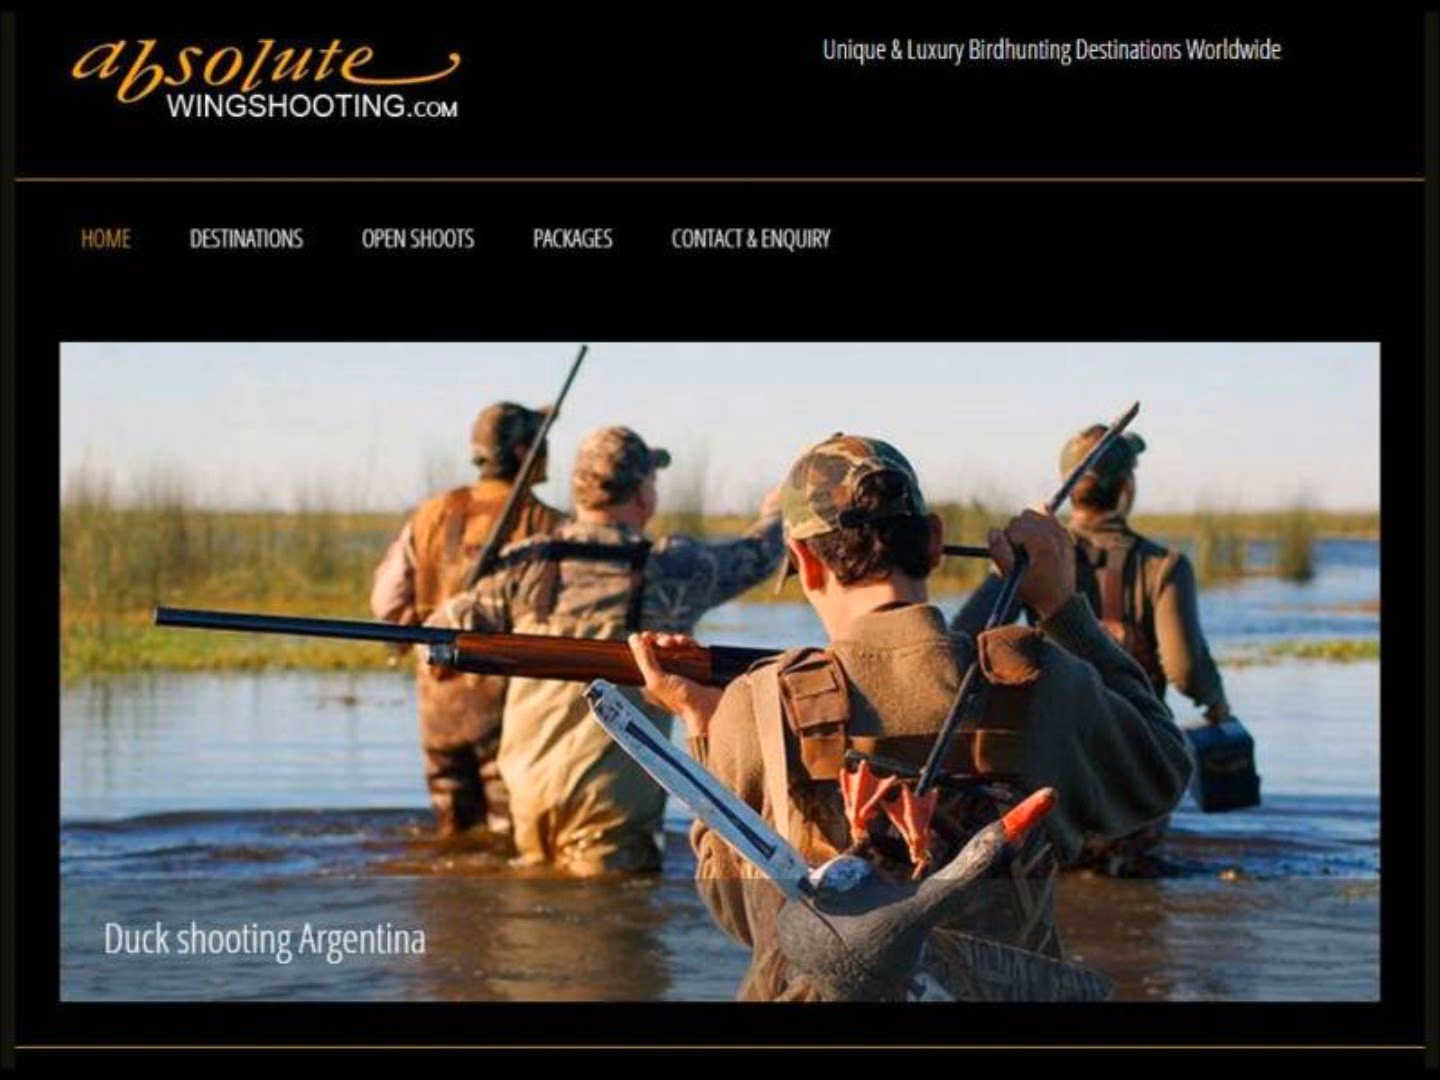 absolute
WINGSHOOTING.COM
Unique & Luxury Birdhunting Destinations Worldwide
HOME DESTINATIONS OPEN SHOOTS PACKAGES CONTACT & ENQUIRY
Duck shooting Argentina